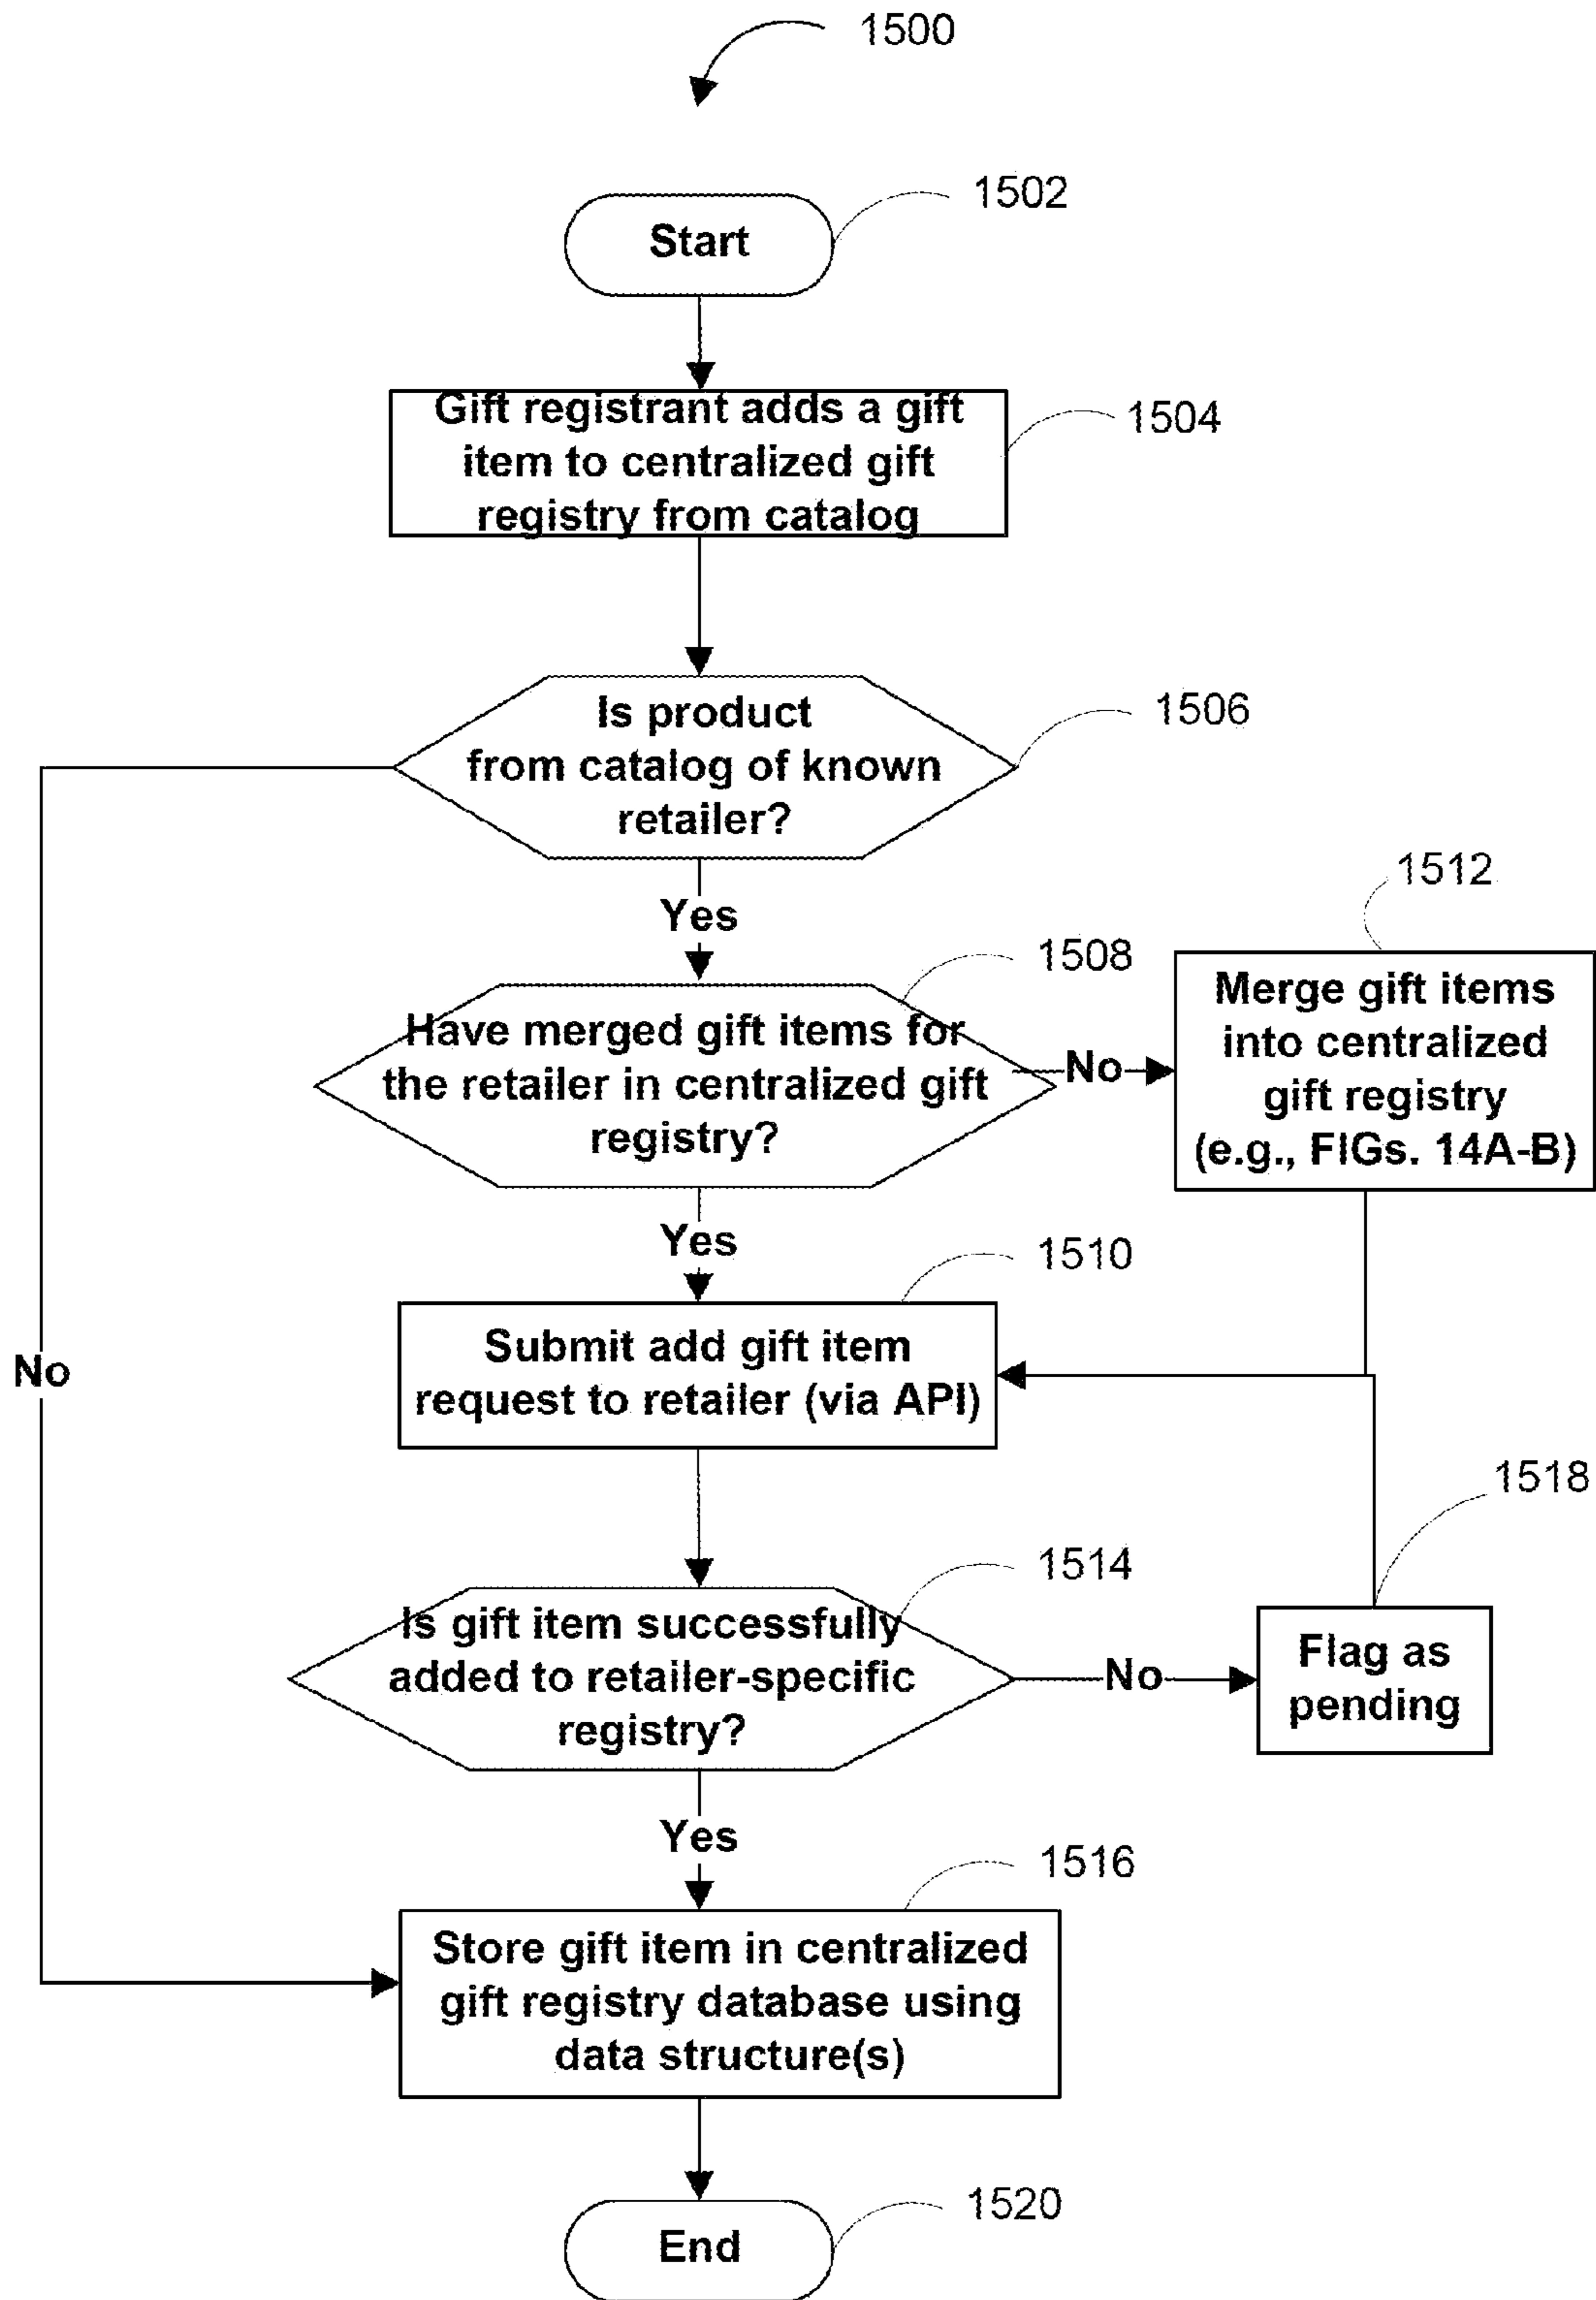 1500
1502
Start
Gift registrant adds a gift
item to centralized gift
registry from catalog
1504
Is product
from catalog of known
retailer?
1506
Yes
1512
1508
Have merged gift items for
the retailer in centralized gift
registry?
No
Merge gift items
into centralized
gift registry
(e.g., FIGs. 14A-B)
Yes
1510
Submit add gift item
request to retailer (via API)
No
1518
1514
Is gift item successfully
added to retailer-specific
registry?
No
Flag as
pending
Yes
1516
Store gift item in centralized
gift registry database using
data structure(s)
1520
End